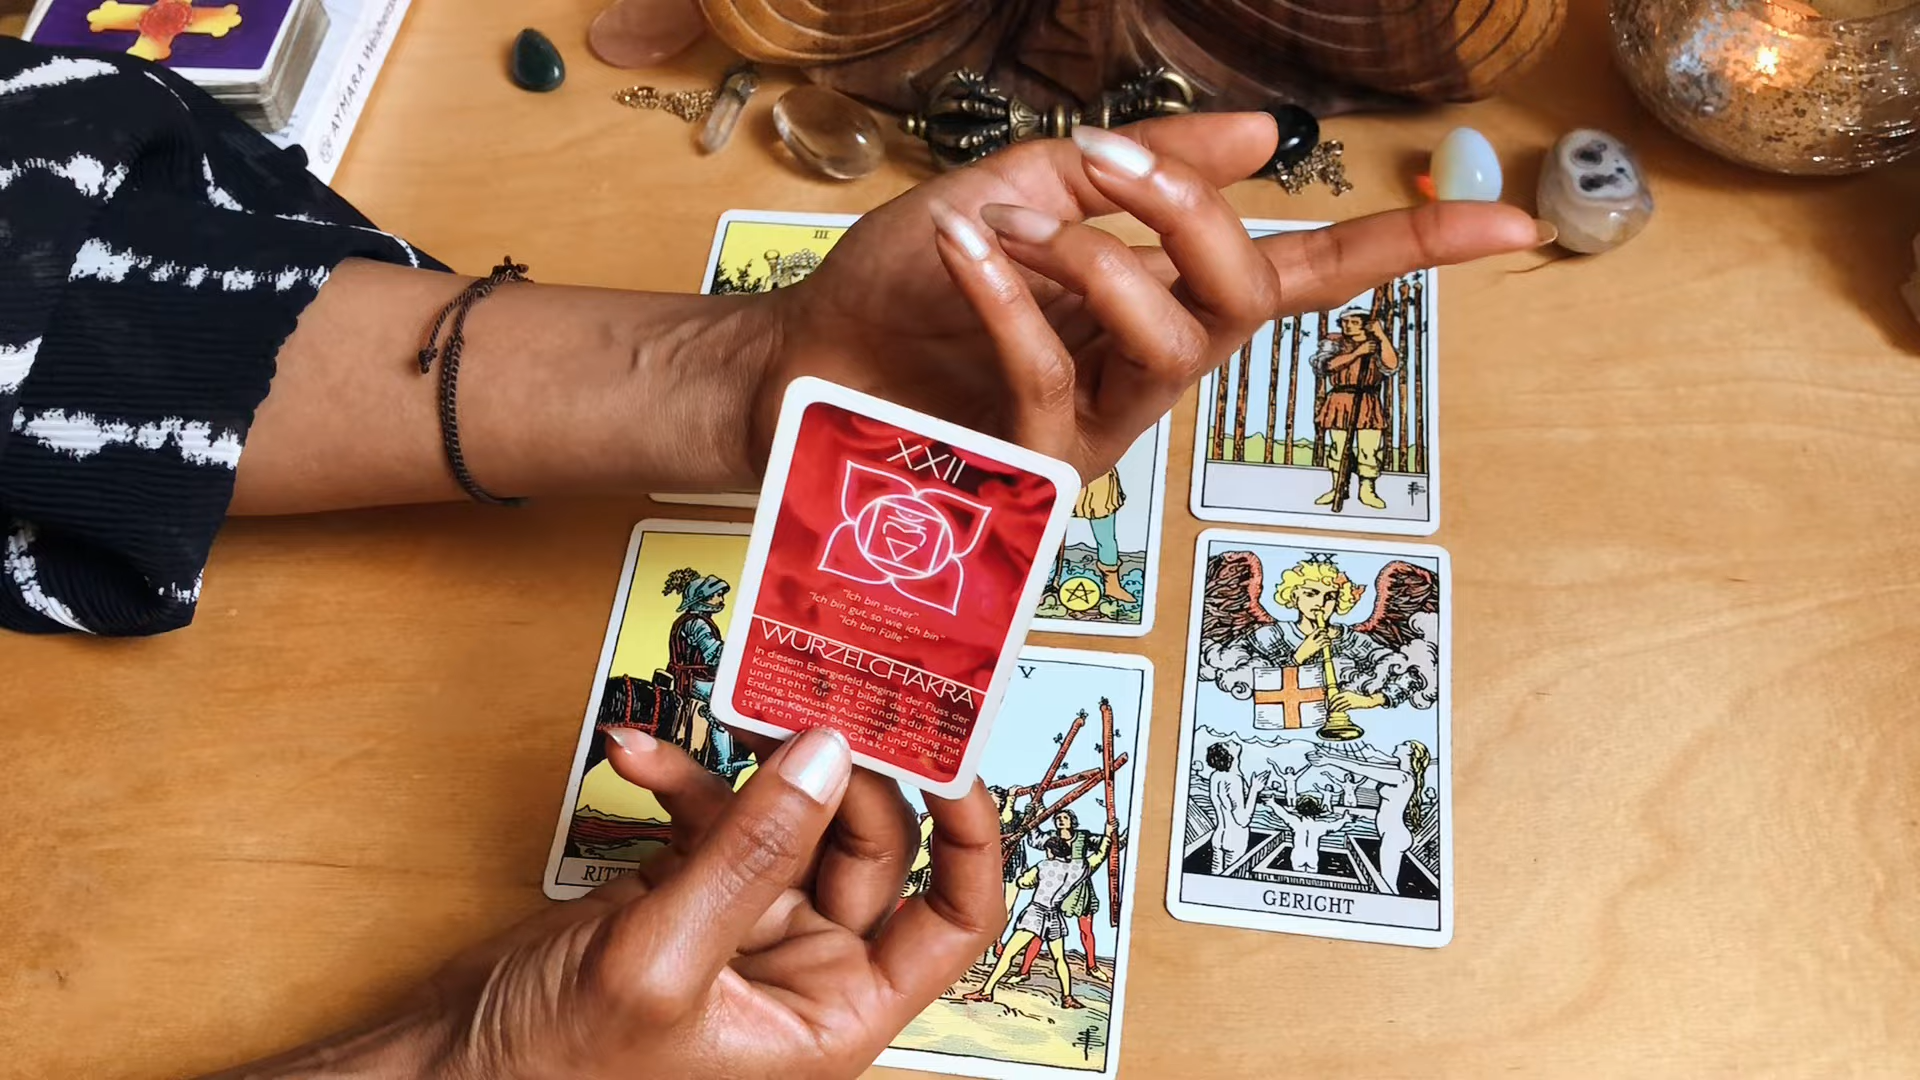 © AYMARA
III
XXII
"Ich bin sicher"
"Ich bin gut, so wie ich bin"
"Ich bin Fülle"
WURZELCHAKRA
In diesem Energiefeld beginnt der Fluss der
Kundalinienergie. Es bildet das Fundament
und steht für die Grundbedürfnisse.
Erdung, bewusste Auseinandersetzung mit
deinem Körper, Bewegung und Struktur
stärken Chakra
V
RITT
XX
GERICHT